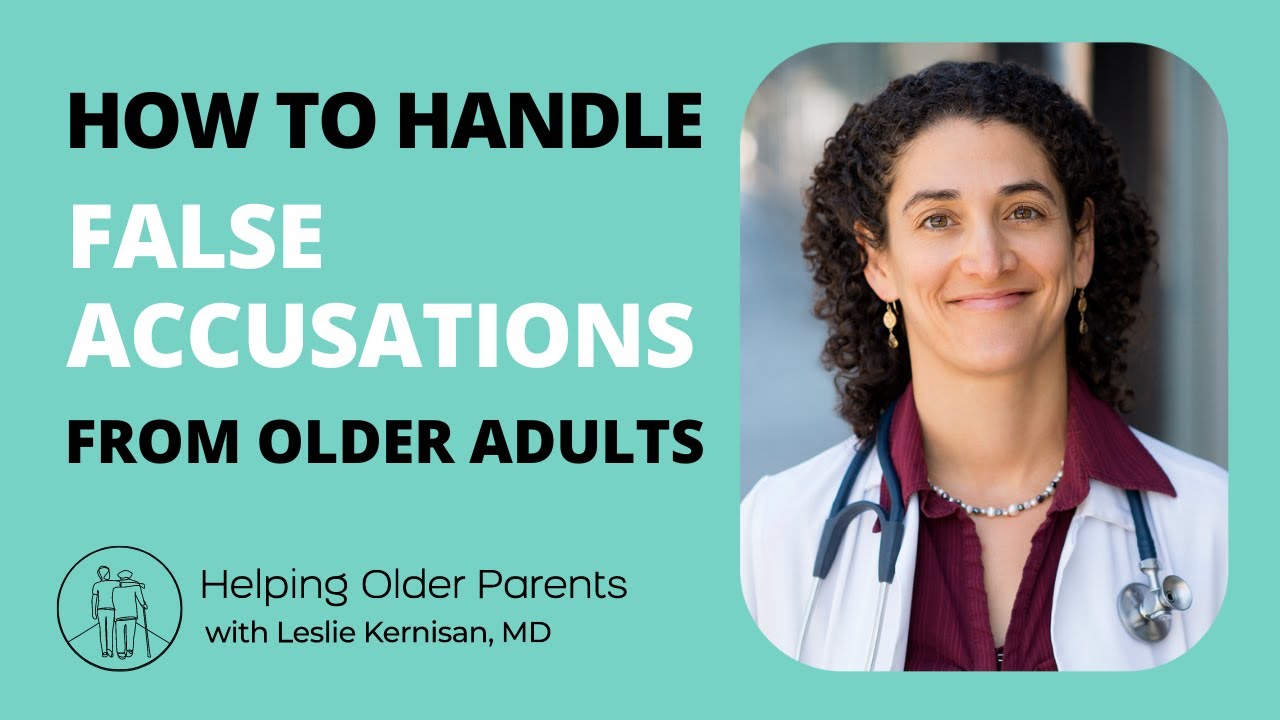 HOW TO HANDLE
FALSE
ACCUSATIONS
FROM OLDER ADULTS
Helping Older Parents
with Leslie Kernisan, MD